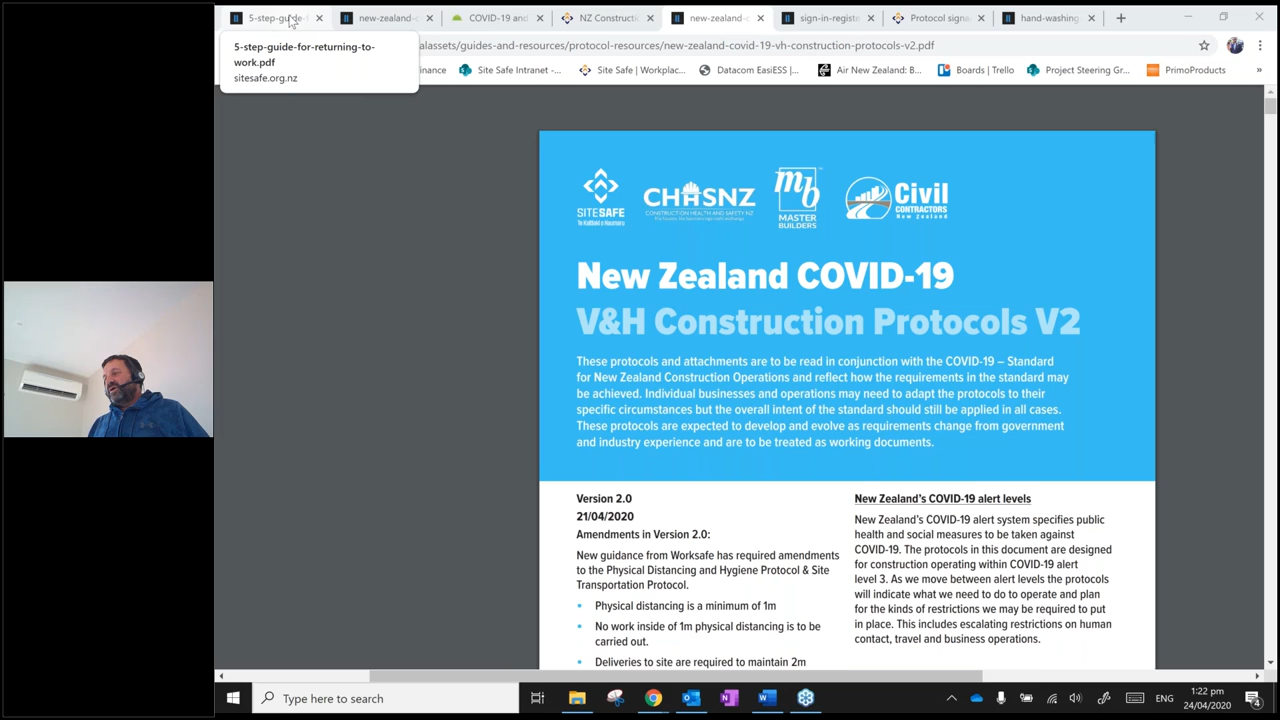 5-step-guide-f
new-zealand-c
COVID-19 and
NZ Constructi
new-zealand-c
sign-in-registe
Protocol signa
hand-washing
5-step-guide-for-returning-to-
work.pdf
sitesafe.org.nz
alassets/guides-and-resources/protocol-resources/new-zealand-covid-19-vh-construction-protocols-v2.pdf
inance
Site Safe Intranet -...
Site Safe | Workplac...
Datacom EasiESS |...
Air New Zealand: B...
Boards | Trello
Project Steering Gr...
PrimoProducts
»
SITESAFE
CHASNZ
CONSTRUCTION HEALTH AND SAFETY NZ
mb
MASTER
BUILDERS
Civil
CONTRACTORS
New Zealand
New Zealand COVID-19
V&H Construction Protocols V2
These protocols and attachments are to be read in conjunction with the COVID-19 – Standard
for New Zealand Construction Operations and reflect how the requirements in the standard may
be achieved. Individual businesses and operations may need to adapt the protocols to their
specific circumstances but the overall intent of the standard should still be applied in all cases.
These protocols are expected to develop and evolve as requirements change from government
and industry experience and are to be treated as working documents.
Version 2.0
21/04/2020
Amendments in Version 2.0:
New guidance from Worksafe has required amendments
to the Physical Distancing and Hygiene Protocol & Site
Transportation Protocol.
• Physical distancing is a minimum of 1m
• No work inside of 1m physical distancing is to be
carried out.
• Deliveries to site are required to maintain 2m
New Zealand's COVID-19 alert levels
New Zealand's COVID-19 alert system specifies public
health and social measures to be taken against
COVID-19. The protocols in this document are designed
for construction operating within COVID-19 alert
level 3. As we move between alert levels the protocols
will indicate what we need to do to operate and plan
for the kinds of restrictions we may be required to put
in place. This includes escalating restrictions on human
contact, travel and business operations.
Type here to search
ENG
1:22 pm
24/04/2020
4